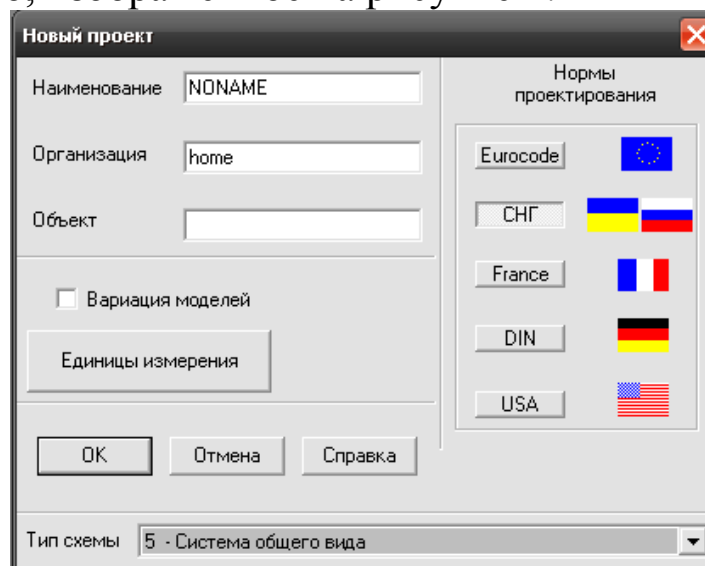 Новый проект
Наименование NONAME
Организация home
Объект
Вариация моделей
Единицы измерения
OK Отмена Справка
Нормы
проектирования
Eurocode
СНГ
France
DIN
USA
Тип схемы 5 - Система общего вида